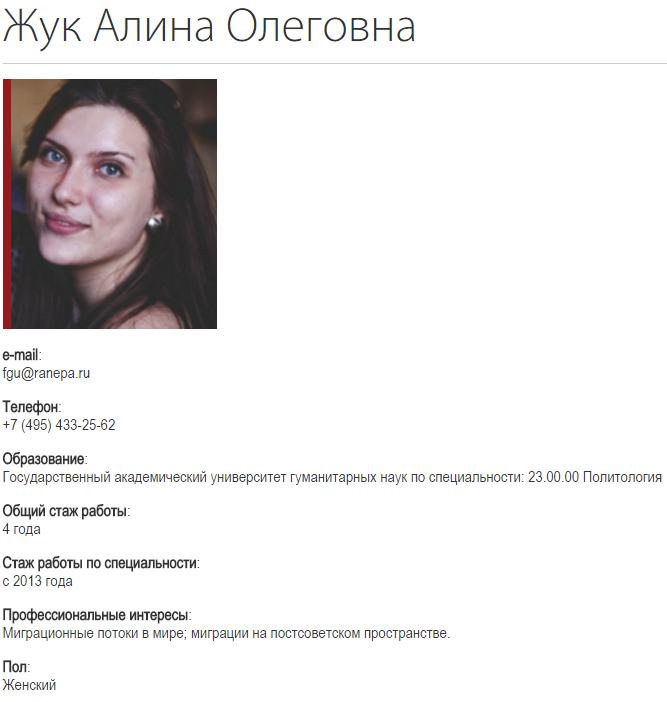 Жук Алина Олеговна
e-mail:
fgu@ranepa.ru
Телефон:
+7 (495) 433-25-62
Образование:
Государственный академический университет гуманитарных наук по специальности: 23.00.00 Политология
Общий стаж работы:
4 года
Стаж работы по специальности:
с 2013 года
Профессиональные интересы:
Миграционные потоки в мире; миграции на постсоветском пространстве.
Пол:
Женский